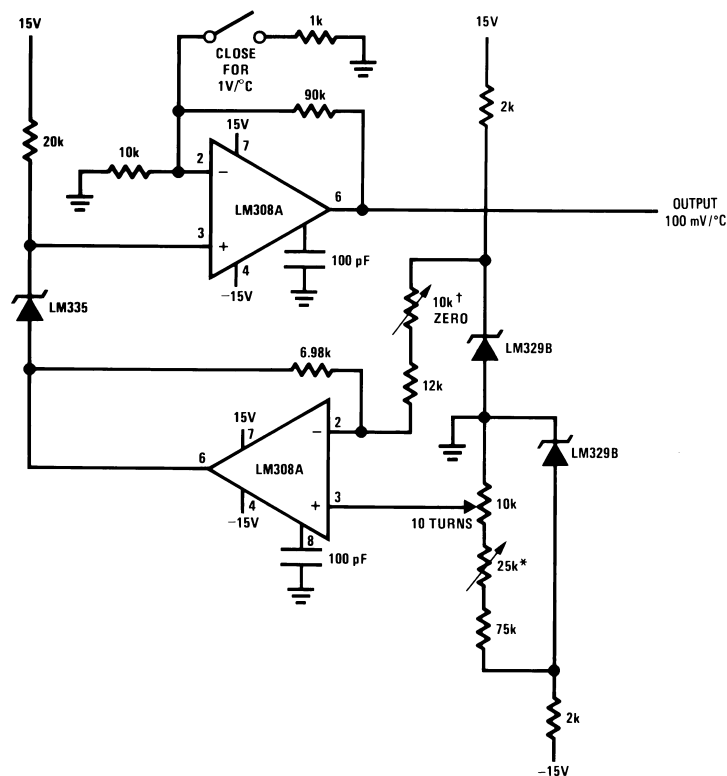 15V
20k
LM335
CLOSE
FOR
1V/°C
1k
90k
10k
15V
7
2
−
LM308A
6
3
+
4
−15V
100 pF
OUTPUT
100 mV/°C
15V
2k
10k†
ZERO
12k
LM329B
LM329B
6.98k
15V
7
2
−
LM308A
6
3
+
4
−15V
8
100 pF
10 TURNS
10k
25k*
75k
2k
−15V